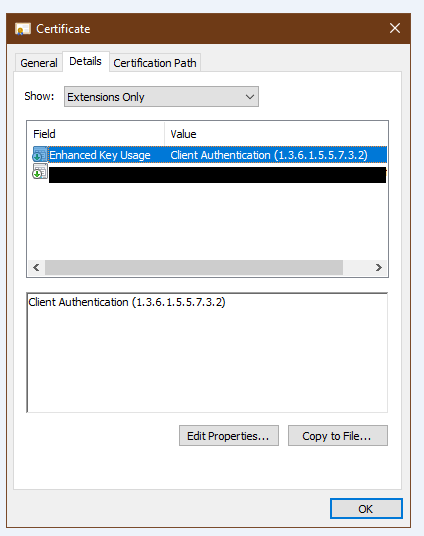 Certificate
General Details Certification Path
Show: Extensions Only
Field Value
Enhanced Key Usage Client Authentication (1.3.6.1.5.5.7.3.2)
Client Authentication (1.3.6.1.5.5.7.3.2)
Edit Properties... Copy to File...
OK